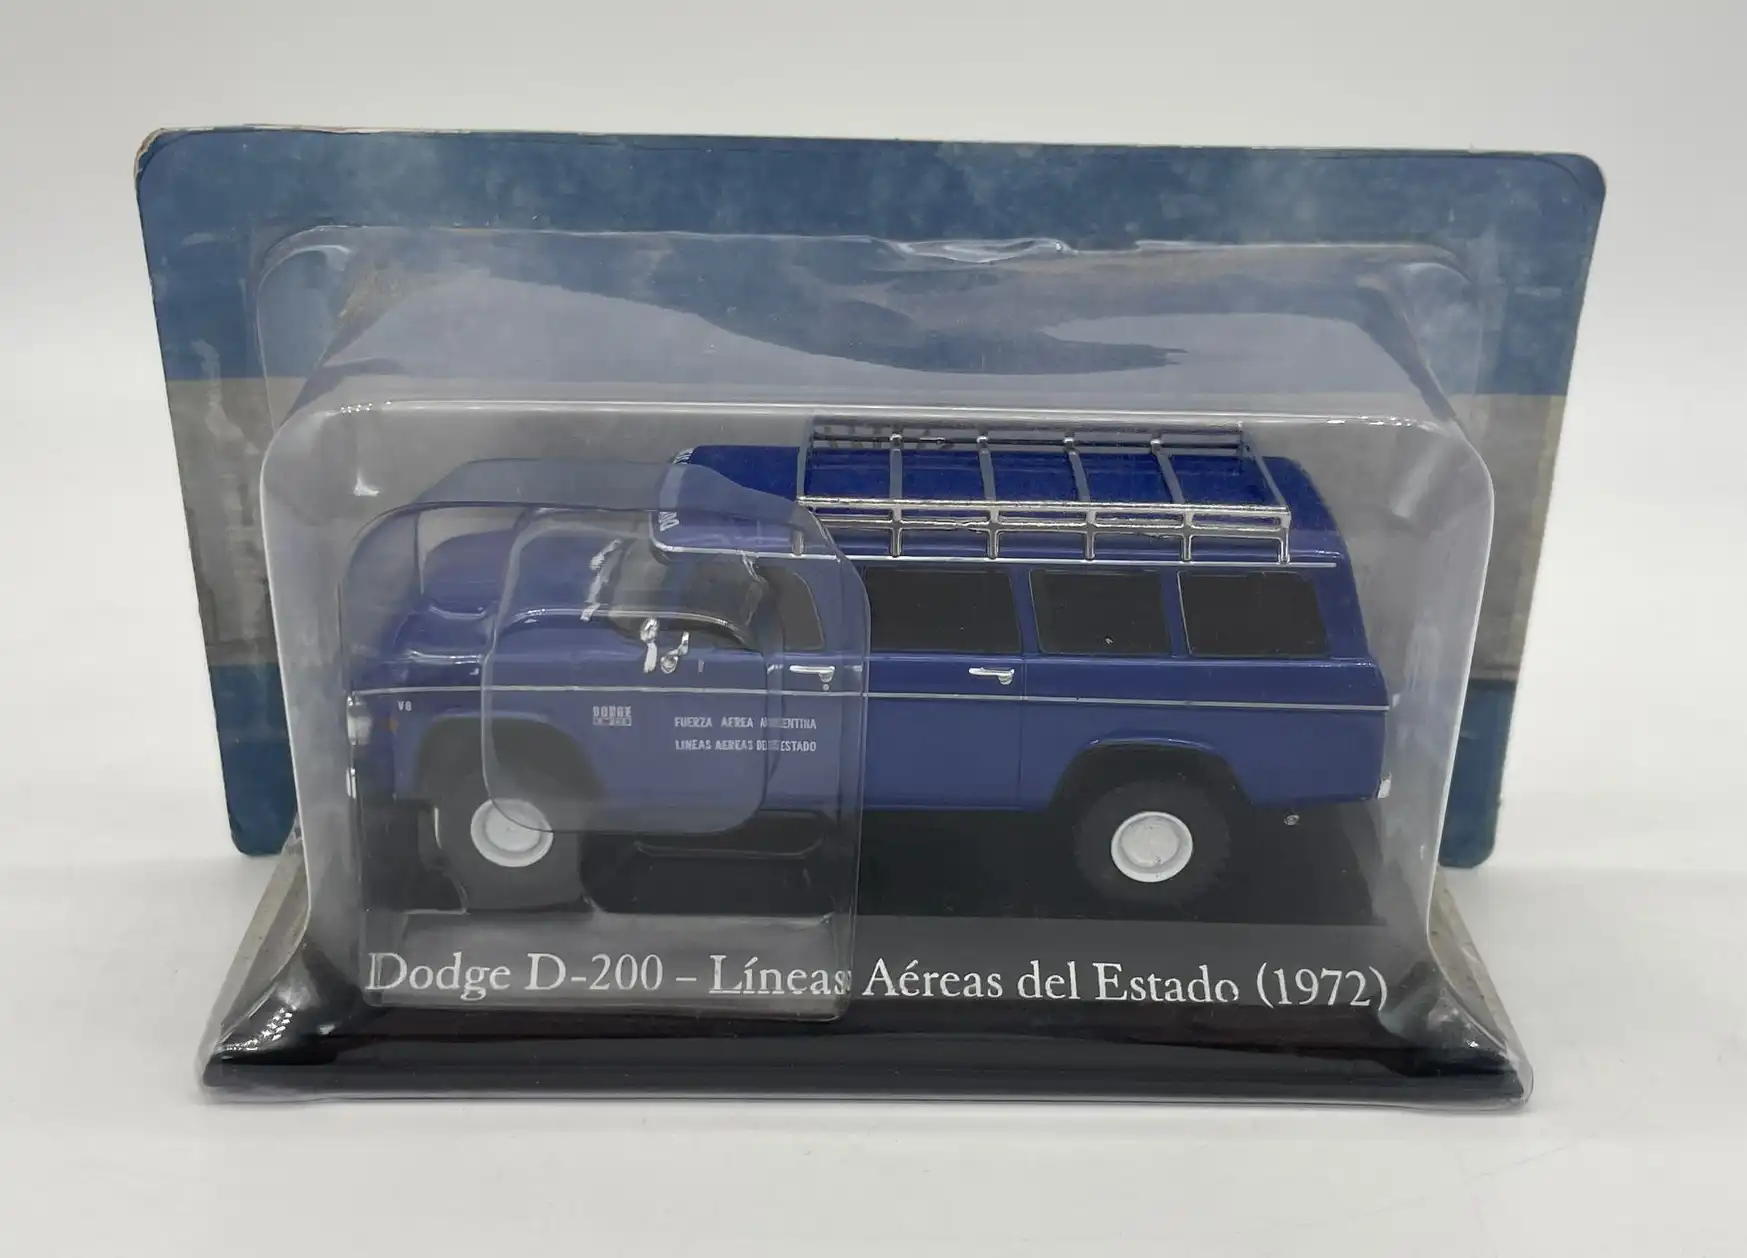 V8
DODGE
FUERZA AEREA ARGENTINA
LINEAS AEREAS DEL ESTADO
Dodge D-200 – Líneas Aéreas del Estado (1972)